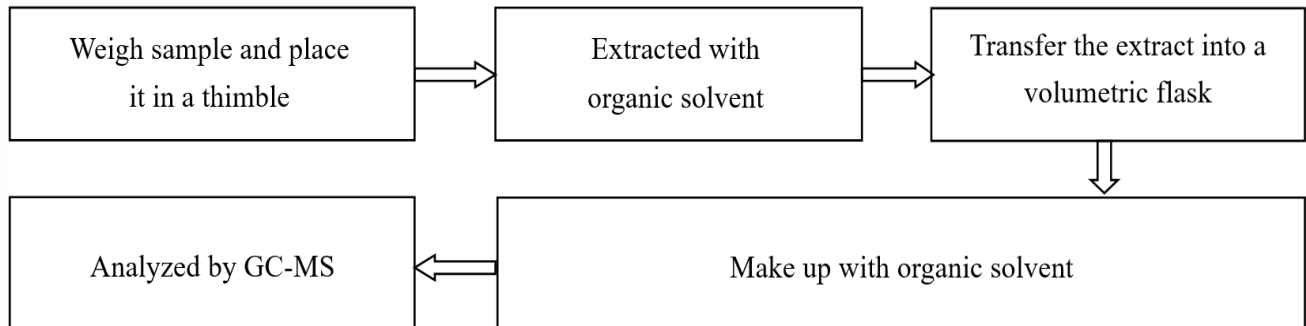 Weigh sample and place
it in a thimble
Extracted with
organic solvent
Transfer the extract into a
volumetric flask
Make up with organic solvent
Analyzed by GC-MS